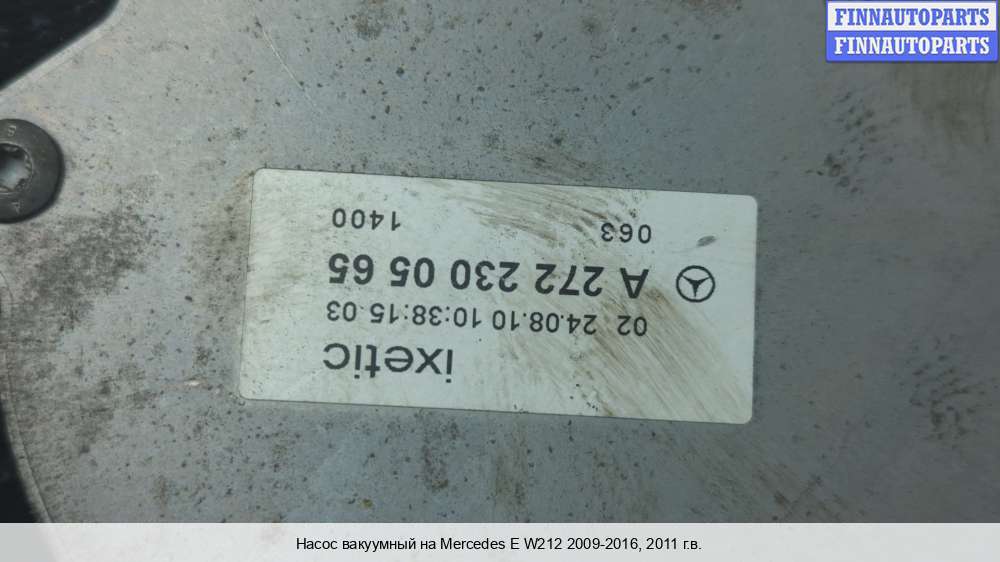 FINNAUTOPARTS
FINNAUTOPARTS
ixetic
02 24.08.10 10:38:15.03
A 272 230 05 65
063 1400
Насос вакуумный на Mercedes E W212 2009-2016, 2011 г.в.